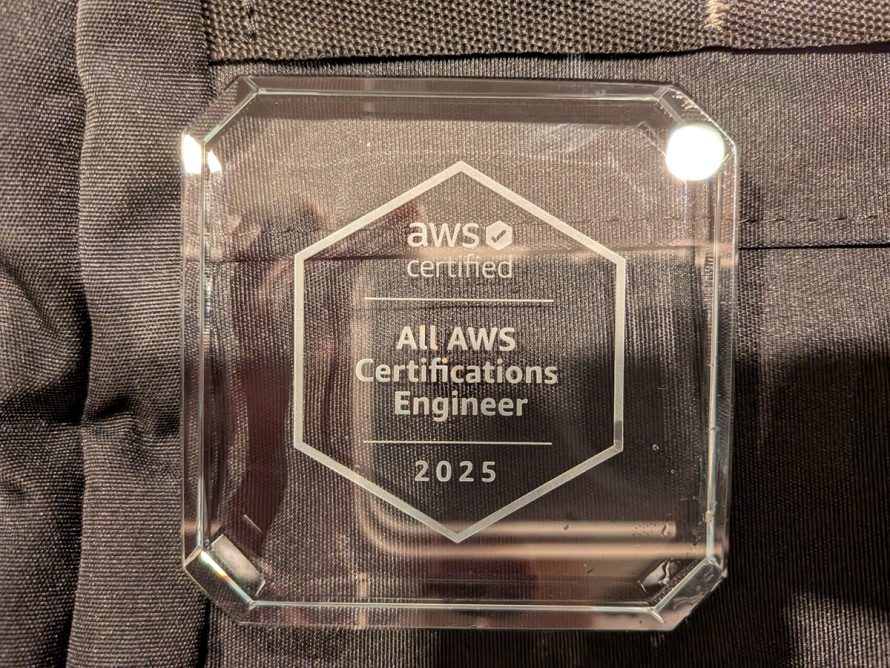 aws
certified
All AWS
Certifications
Engineer
2025